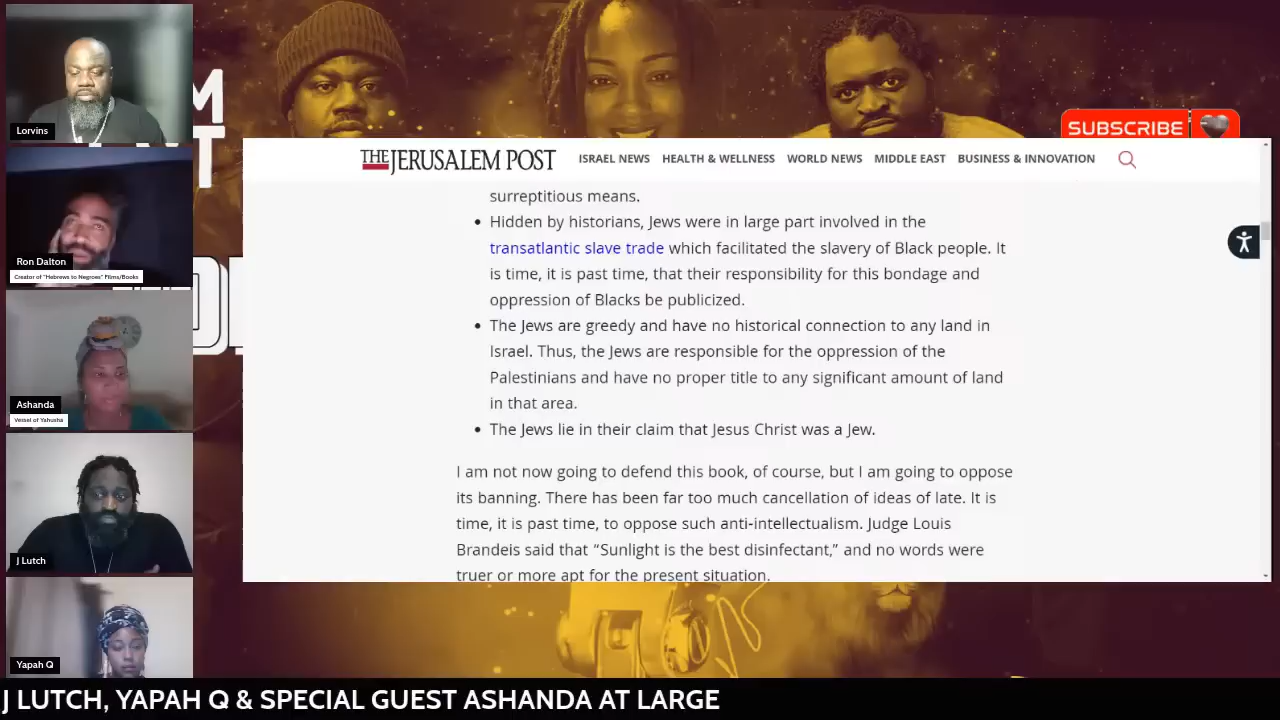 Lorvins
Ron Dalton
Creator of "Hebrews to Negroes" Films/Books
Ashanda
Vessel of Yahusha
J Lutch
Yapah Q
SUBSCRIBE
THE JERUSALEM POST
ISRAEL NEWS HEALTH & WELLNESS WORLD NEWS MIDDLE EAST BUSINESS & INNOVATION
surreptitious means.
• Hidden by historians, Jews were in large part involved in the
transatlantic slave trade which facilitated the slavery of Black people. It
is time, it is past time, that their responsibility for this bondage and
oppression of Blacks be publicized.
• The Jews are greedy and have no historical connection to any land in
Israel. Thus, the Jews are responsible for the oppression of the
Palestinians and have no proper title to any significant amount of land
in that area.
• The Jews lie in their claim that Jesus Christ was a Jew.
I am not now going to defend this book, of course, but I am going to oppose
its banning. There has been far too much cancellation of ideas of late. It is
time, it is past time, to oppose such anti-intellectualism. Judge Louis
Brandeis said that “Sunlight is the best disinfectant,” and no words were
truer or more apt for the present situation.
J LUTCH, YAPAH Q & SPECIAL GUEST ASHANDA AT LARGE